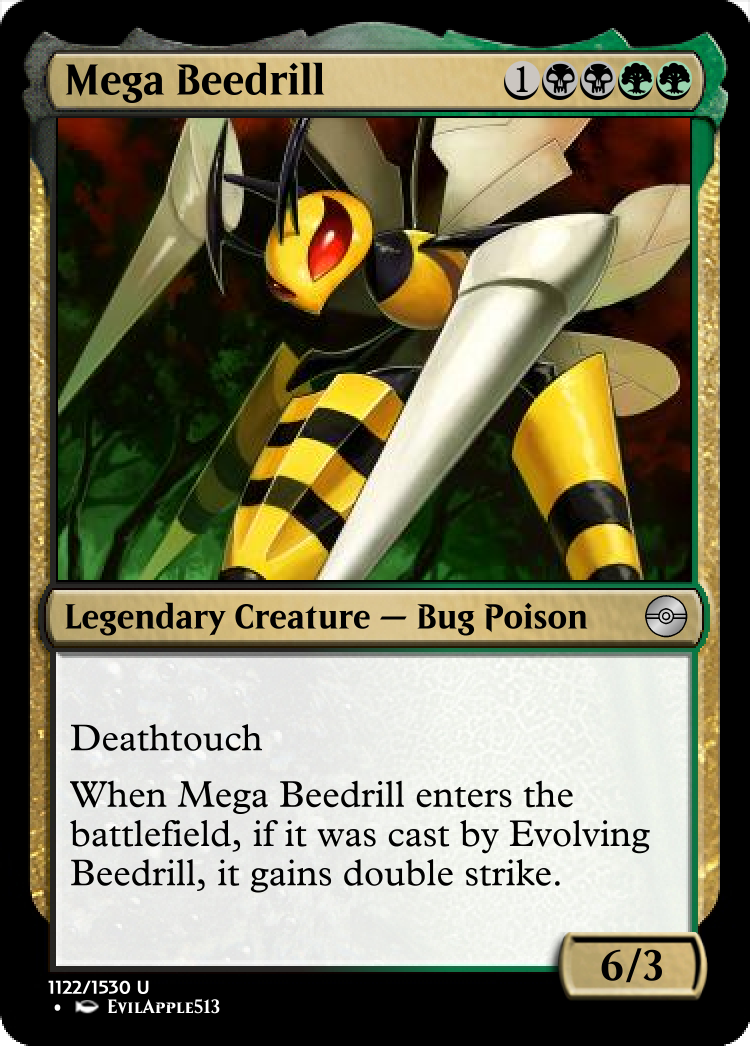 Mega Beedrill 1
Legendary Creature — Bug Poison
Deathtouch
When Mega Beedrill enters the
battlefield, if it was cast by Evolving
Beedrill, it gains double strike.
6/3
1122/1530 U
• EvilApple513